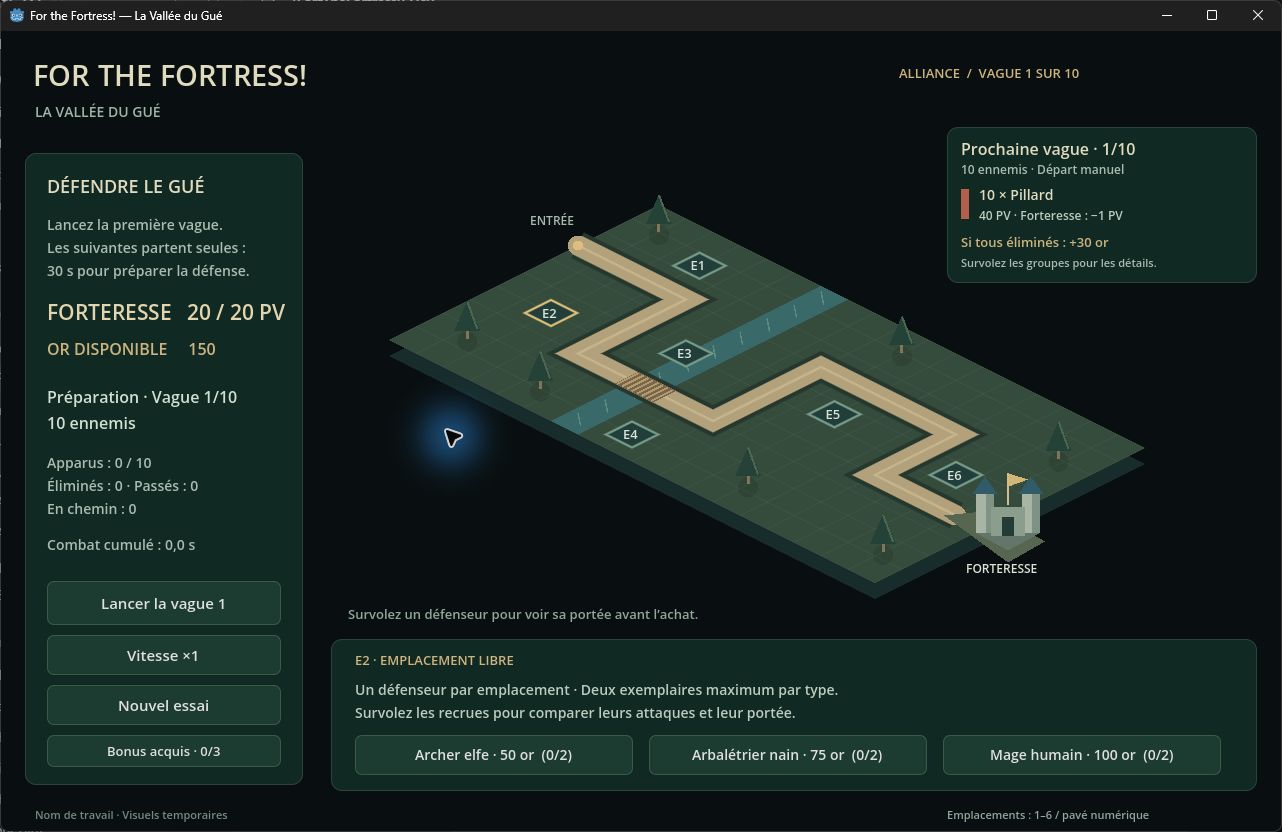 For the Fortress! — La Vallée du Gué
FOR THE FORTRESS!
LA VALLÉE DU GUÉ
ALLIANCE / VAGUE 1 SUR 10
DÉFENDRE LE GUÉ
Lancez la première vague.
Les suivantes partent seules :
30 s pour préparer la défense.
FORTERESSE 20 / 20 PV
OR DISPONIBLE 150
Préparation · Vague 1/10
10 ennemis
Apparus : 0 / 10
Éliminés : 0 · Passés : 0
En chemin : 0
Combat cumulé : 0,0 s
Lancer la vague 1
Vitesse ×1
Nouvel essai
Bonus acquis · 0/3
Prochaine vague · 1/10
10 ennemis · Départ manuel
10 × Pillard
40 PV · Forteresse : −1 PV
Si tous éliminés : +30 or
Survolez les groupes pour les détails.
ENTRÉE
E1
E2
E3
E5
E4
E6
FORTERESSE
Survolez un défenseur pour voir sa portée avant l’achat.
E2 · EMPLACEMENT LIBRE
Un défenseur par emplacement · Deux exemplaires maximum par type.
Survolez les recrues pour comparer leurs attaques et leur portée.
Archer elfe · 50 or (0/2)
Arbalétrier nain · 75 or (0/2)
Mage humain · 100 or (0/2)
Nom de travail · Visuels temporaires
Emplacements : 1–6 / pavé numérique